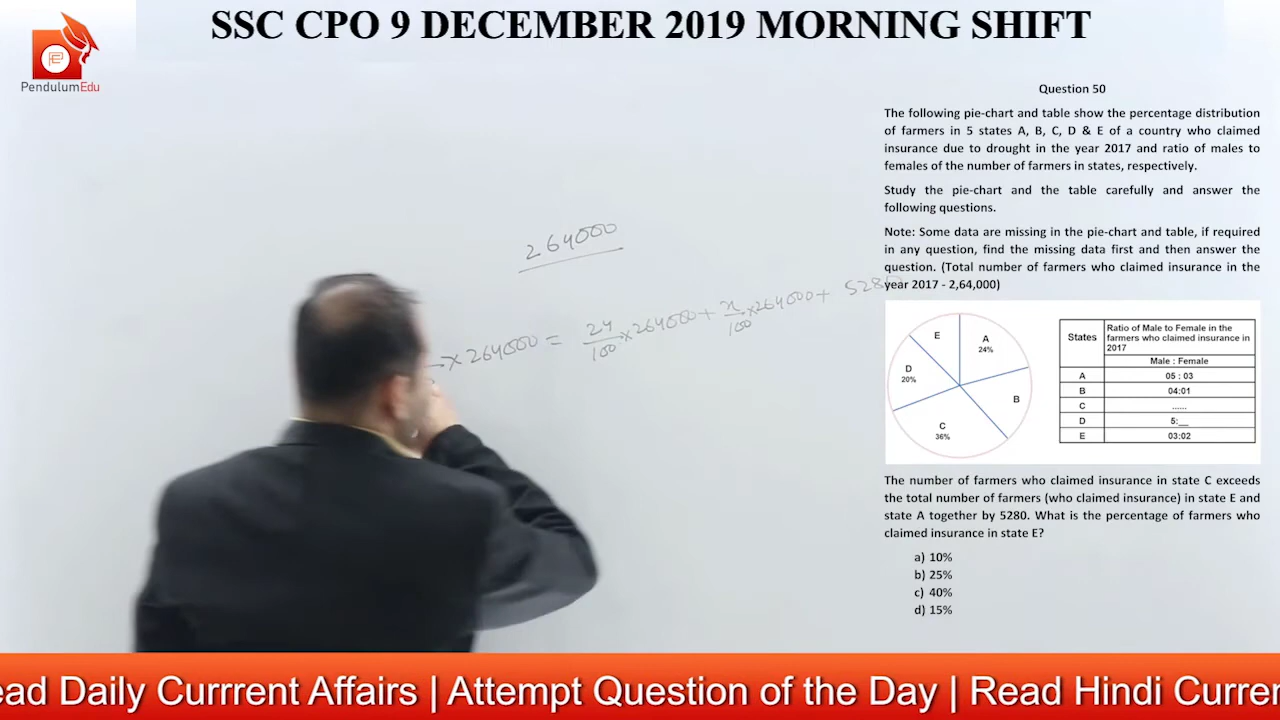 SSC CPO 9 DECEMBER 2019 MORNING SHIFT
PendulumEdu
Question 50
The following pie-chart and table show the percentage distribution
of farmers in 5 states A, B, C, D & E of a country who claimed
insurance due to drought in the year 2017 and ratio of males to
females of the number of farmers in states, respectively.
Study the pie-chart and the table carefully and answer the
following questions.
Note: Some data are missing in the pie-chart and table, if required
in any question, find the missing data first and then answer the
question. (Total number of farmers who claimed insurance in the
year 2017 - 2,64,000)
264000
x 264000 = 24/100 x 264000 + x/100 x 264000 + 5280
E
A
24%
D
20%
B
C
36%
States Ratio of Male to Female in the
farmers who claimed insurance in
2017
Male : Female
A 05 : 03
B 04:01
C ......
D 5:__
E 03:02
The number of farmers who claimed insurance in state C exceeds
the total number of farmers (who claimed insurance) in state E and
state A together by 5280. What is the percentage of farmers who
claimed insurance in state E?
a) 10%
b) 25%
c) 40%
d) 15%
ead Daily Currrent Affairs | Attempt Question of the Day | Read Hindi Curren